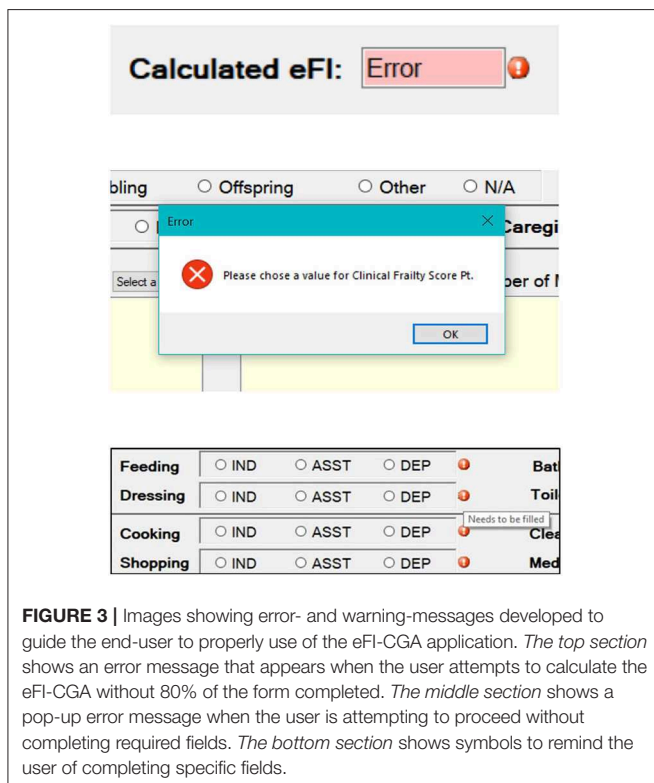 Calculated eFI: Error
bling Offspring Other N/A
Error Caregi
Select a Please chose a value for Clinical Frailty Score Pt. ber of
OK
Feeding IND ASST DEP Bat
Dressing IND ASST DEP Toil
Needs to be filled
Cooking IND ASST DEP Clea
Shopping IND ASST DEP Med
FIGURE 3 | Images showing error- and warning-messages developed to
guide the end-user to properly use of the eFI-CGA application. The top section
shows an error message that appears when the user attempts to calculate the
eFI-CGA without 80% of the form completed. The middle section shows a
pop-up error message when the user is attempting to proceed without
completing required fields. The bottom section shows symbols to remind the
user of completing specific fields.